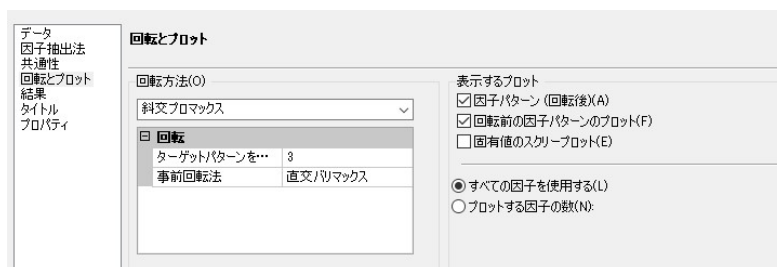 データ
因子抽出法
共通性
回転とプロット
結果
タイトル
プロパティ
回転とプロット
回転方法(O)
斜交プロマックス
回転
ターゲットパターンを… 3
事前回転法 直交バリマックス
表示するプロット
因子パターン (回転後)(A)
回転前の因子パターンのプロット(F)
固有値のスクリープロット(E)
すべての因子を使用する(L)
プロットする因子の数(N):